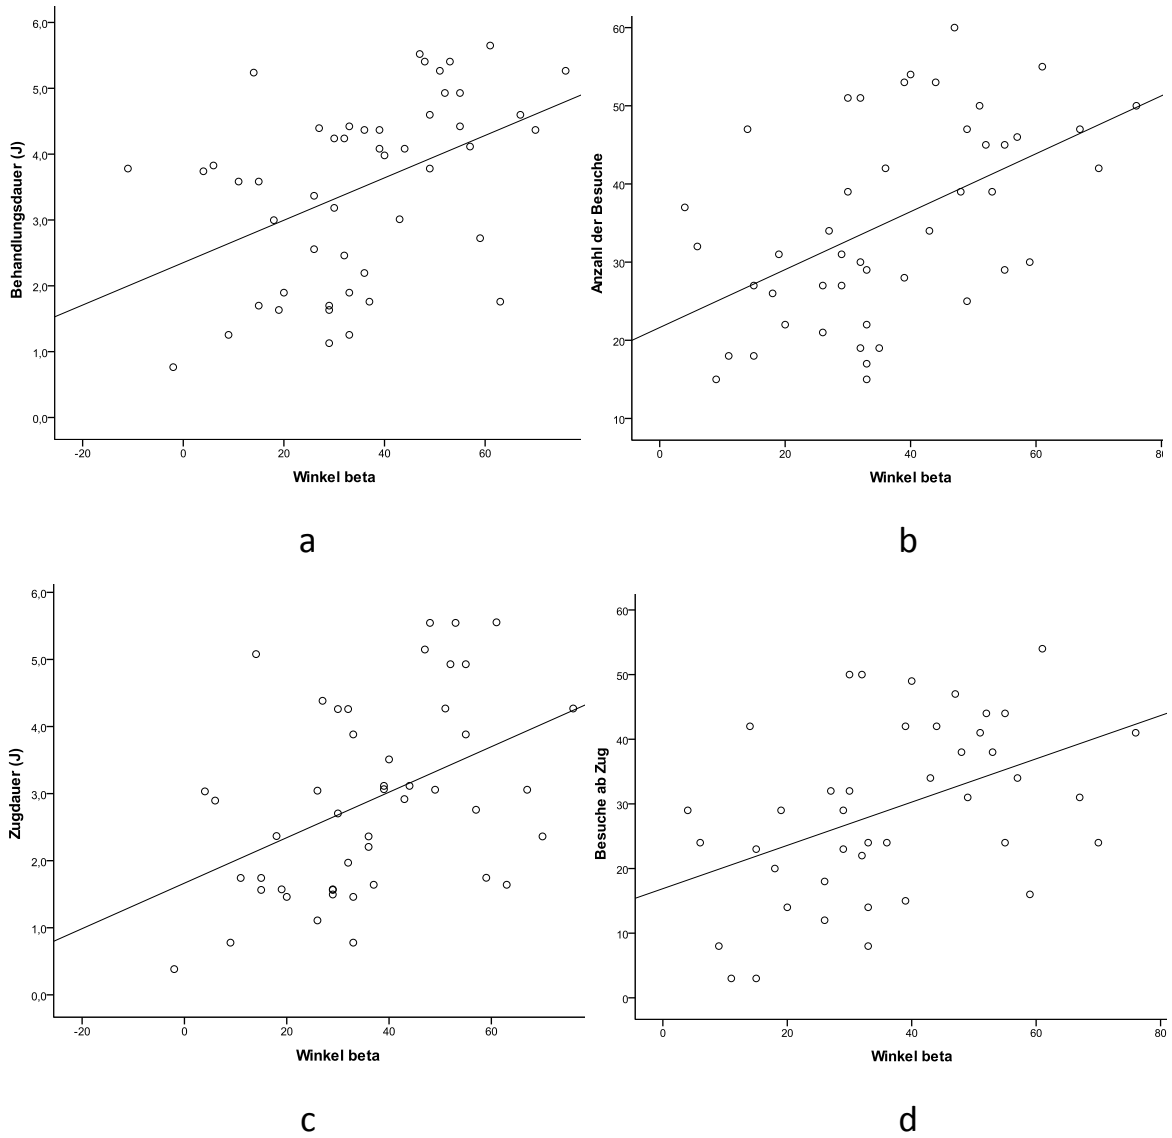 6,0
5,0
4,0
3,0
2,0
1,0
0,0
Behandlungsdauer (J)
-20 0 20 40 60
Winkel beta
a
60
50
40
30
20
10
Anzahl der Besuche
0 20 40 60 80
Winkel beta
b
6,0
5,0
4,0
3,0
2,0
1,0
0,0
Zugdauer (J)
-20 0 20 40 60
Winkel beta
c
60
50
40
30
20
10
0
Besuche ab Zug
0 20 40 60 80
Winkel beta
d